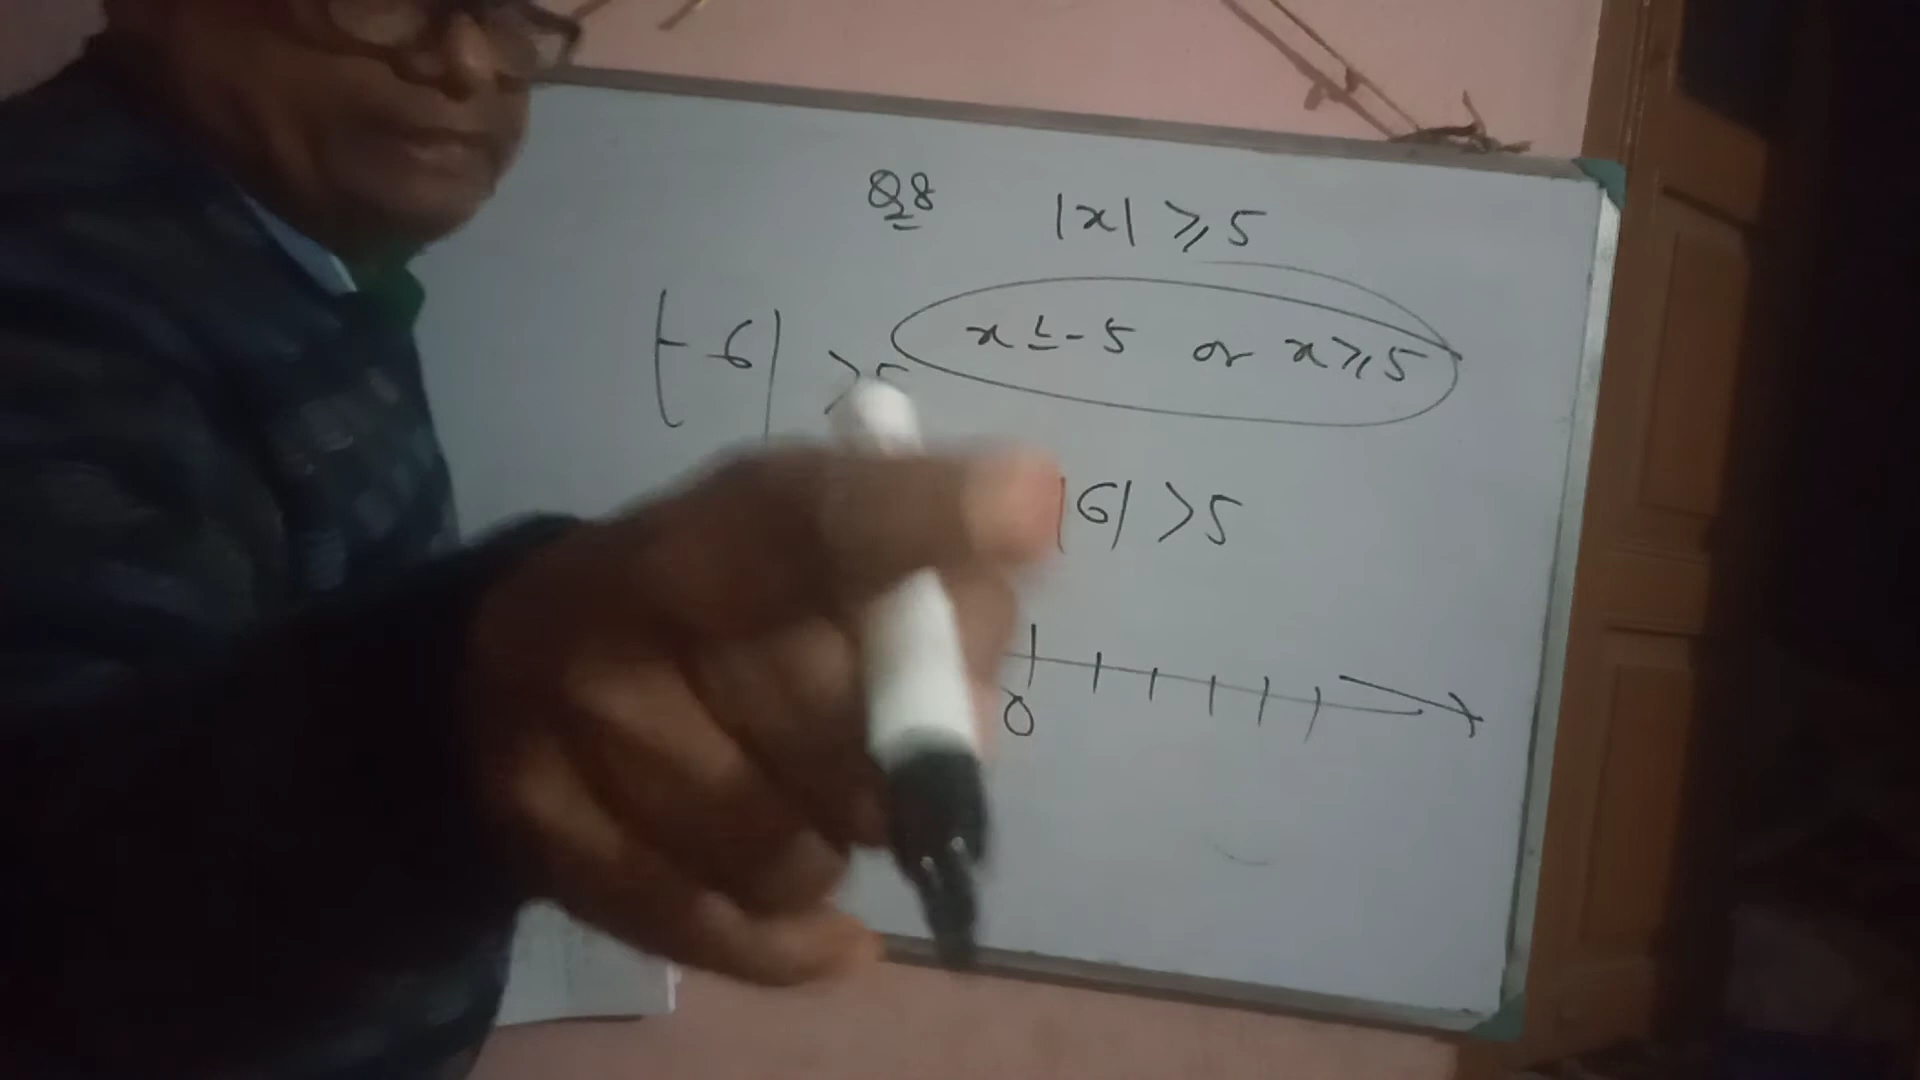 Q8 |x| ⩾ 5
|-6| >5 x ≤ -5 or x ⩾ 5
|6| > 5
0